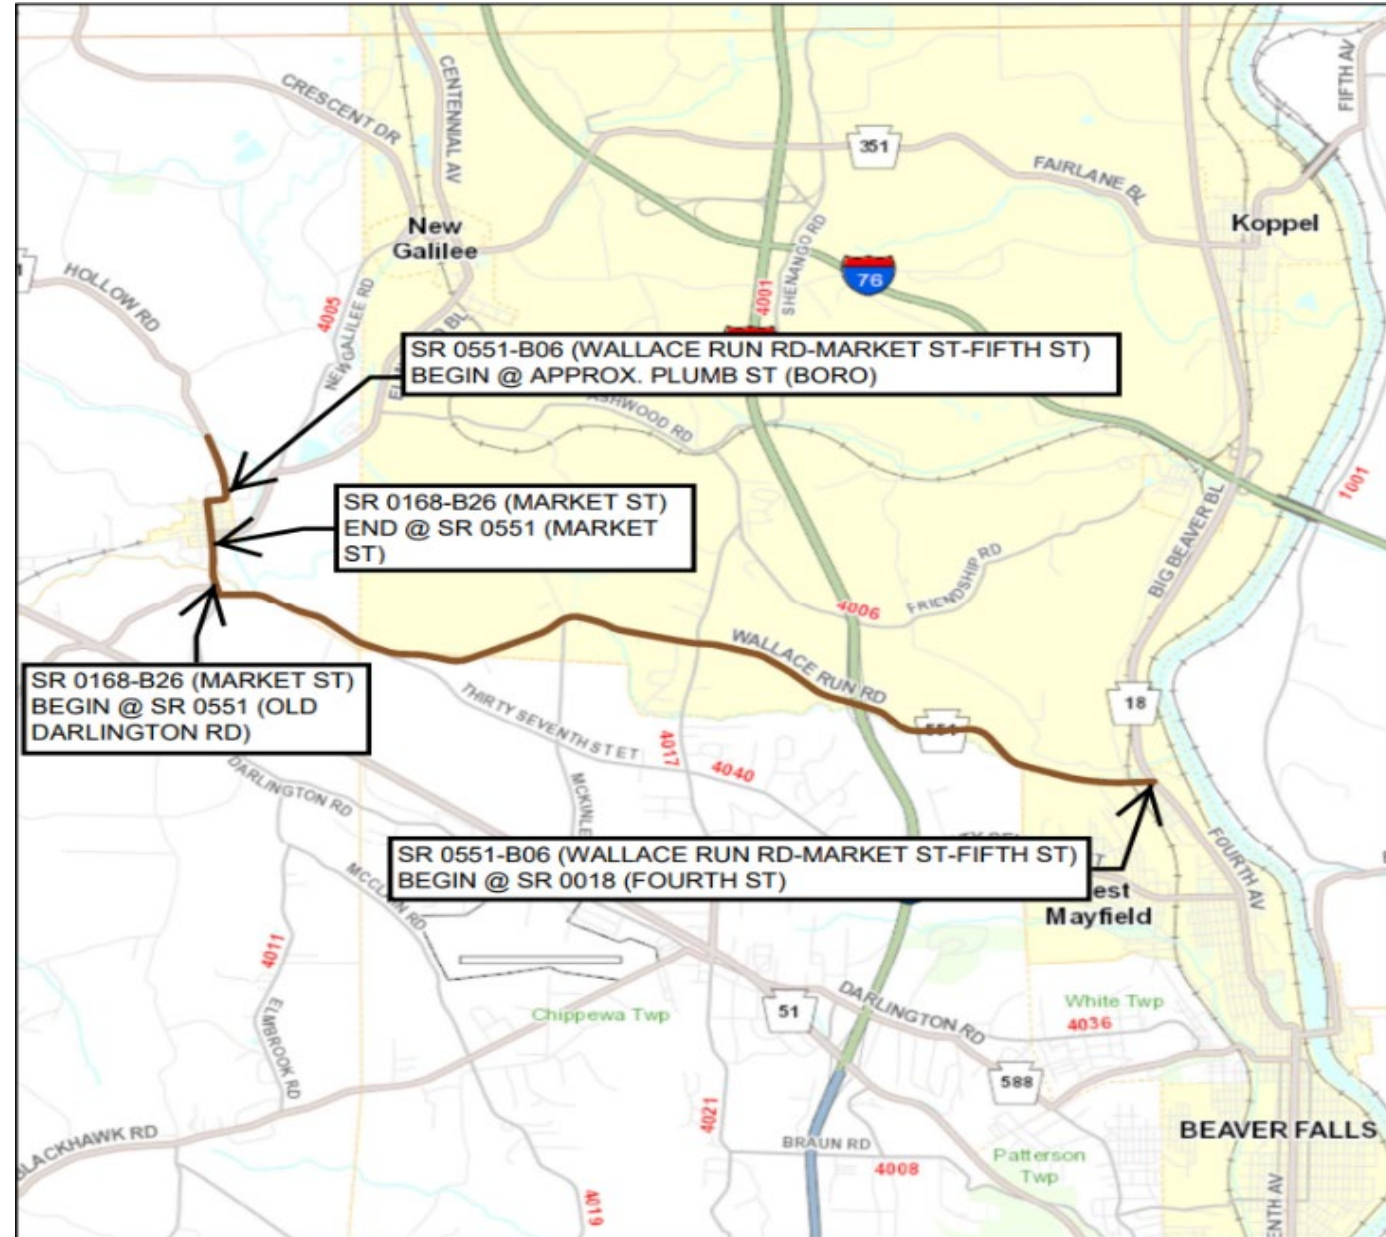 CRESCENT DR
CENTENNIAL AV
FIFTH AV
351
FAIRLANE BL
New
Galilee
Koppel
HOLLOW RD
4005
NEW GALILEE RD
4001
SHENANGO RD
76
SR 0551-B06 (WALLACE RUN RD-MARKET ST-FIFTH ST)
BEGIN @ APPROX. PLUMB ST (BORO)
ASHWOOD RD
SR 0168-B26 (MARKET ST)
END @ SR 0551 (MARKET
ST)
1001
BIG BEAVER BL
FRIENDSHIP RD
4006
WALLACE RUN RD
SR 0168-B26 (MARKET ST)
BEGIN @ SR 0551 (OLD
DARLINGTON RD)
THIRTY SEVENTH ST ET
18
551
4017
4040
DARLINGTON RD
FOURTH AV
SR 0551-B06 (WALLACE RUN RD-MARKET ST-FIFTH ST)
BEGIN @ SR 0018 (FOURTH ST)
est
Mayfield
MCCLAIN RD
4011
ELMBROOK RD
Chippewa Twp
51
DARLINGTON RD
White Twp
4036
588
4021
BLACKHAWK RD
BRAUN RD
4008
Patterson
Twp
BEAVER FALLS
4019
ENTH AV